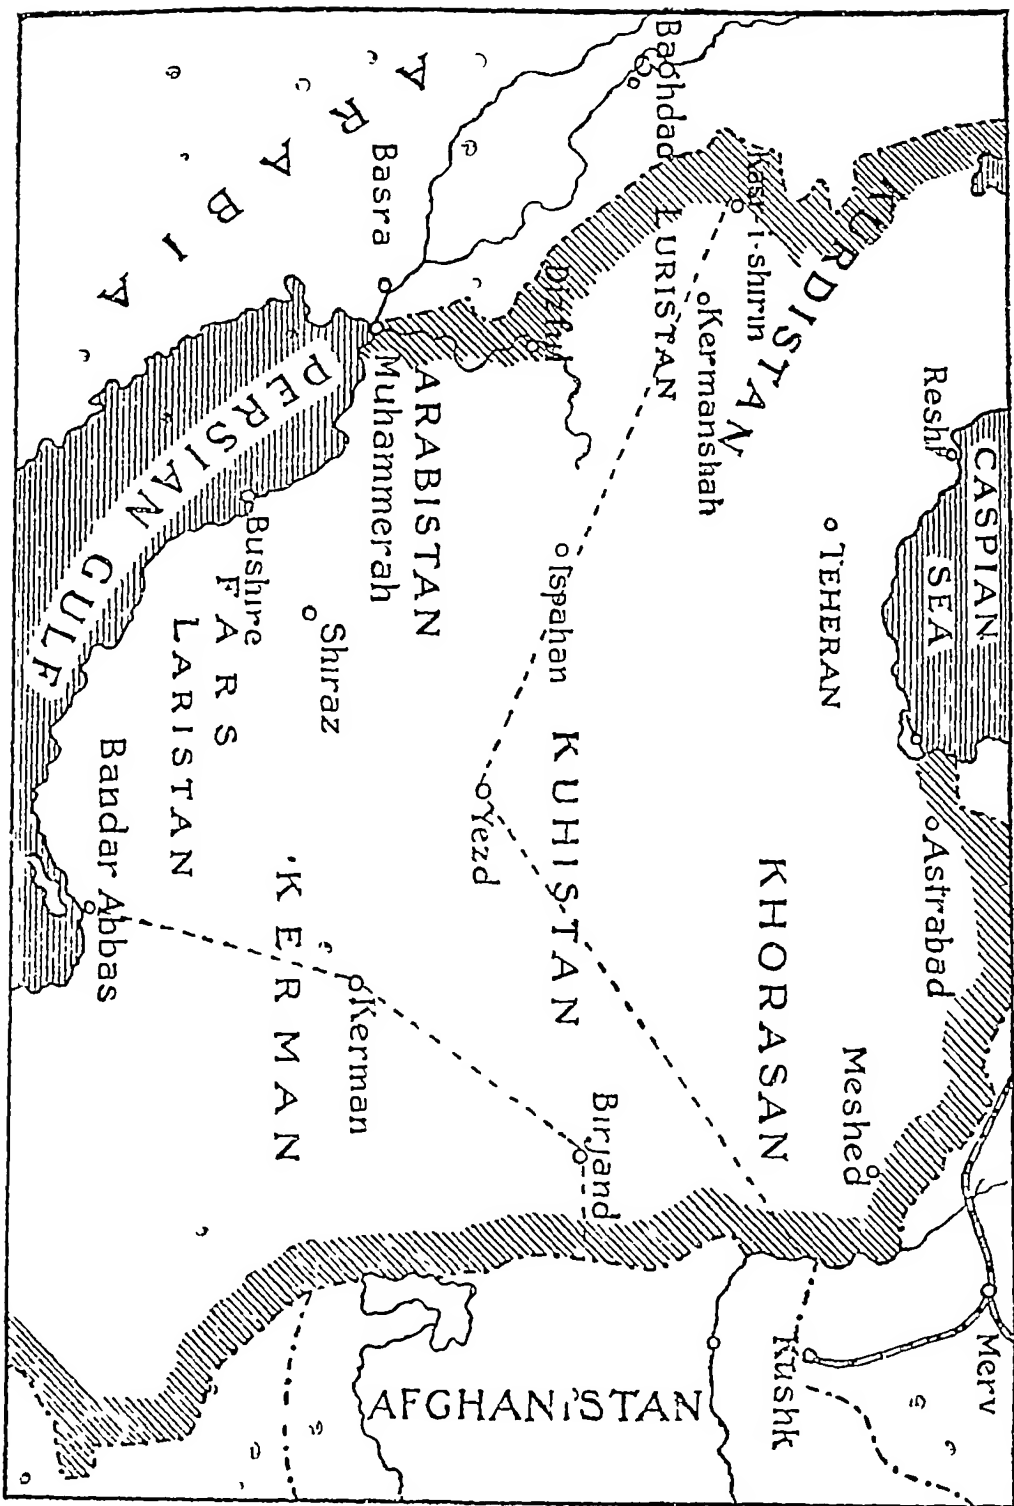 CASPIAN
SEA
KURDISTAN
Resht
Astrabad
Merv
TEHERAN
Meshed
Kushk
Kasr-i-shirin
Kermanshah
KHORASAN
Baghdad
LURISTAN
Ispahan
KUHISTAN
Birjand
AFGHANISTAN
Dizful
Yezd
ARABIA
Basra
ARABISTAN
Muhammerah
Shiraz
Kerman
KERMAN
PERSIAN GULF
Bushire
FARS
LARISTAN
Bandar Abbas